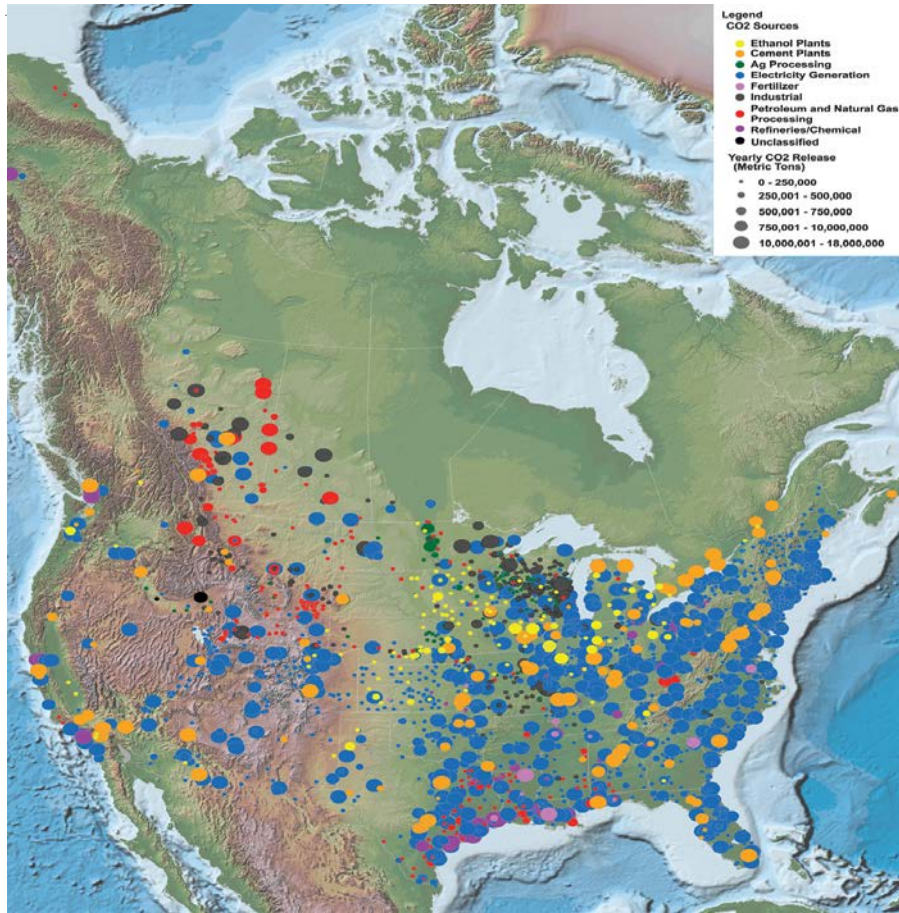 Legend
CO2 Sources
Ethanol Plants
Cement Plants
Ag Processing
Electricity Generation
Fertilizer
Industrial
Petroleum and Natural Gas
Processing
Refineries/Chemical
Unclassified
Yearly CO2 Release
(Metric Tons)
0 - 250,000
250,001 - 500,000
500,001 - 750,000
750,001 - 10,000,000
10,000,001 - 18,000,000